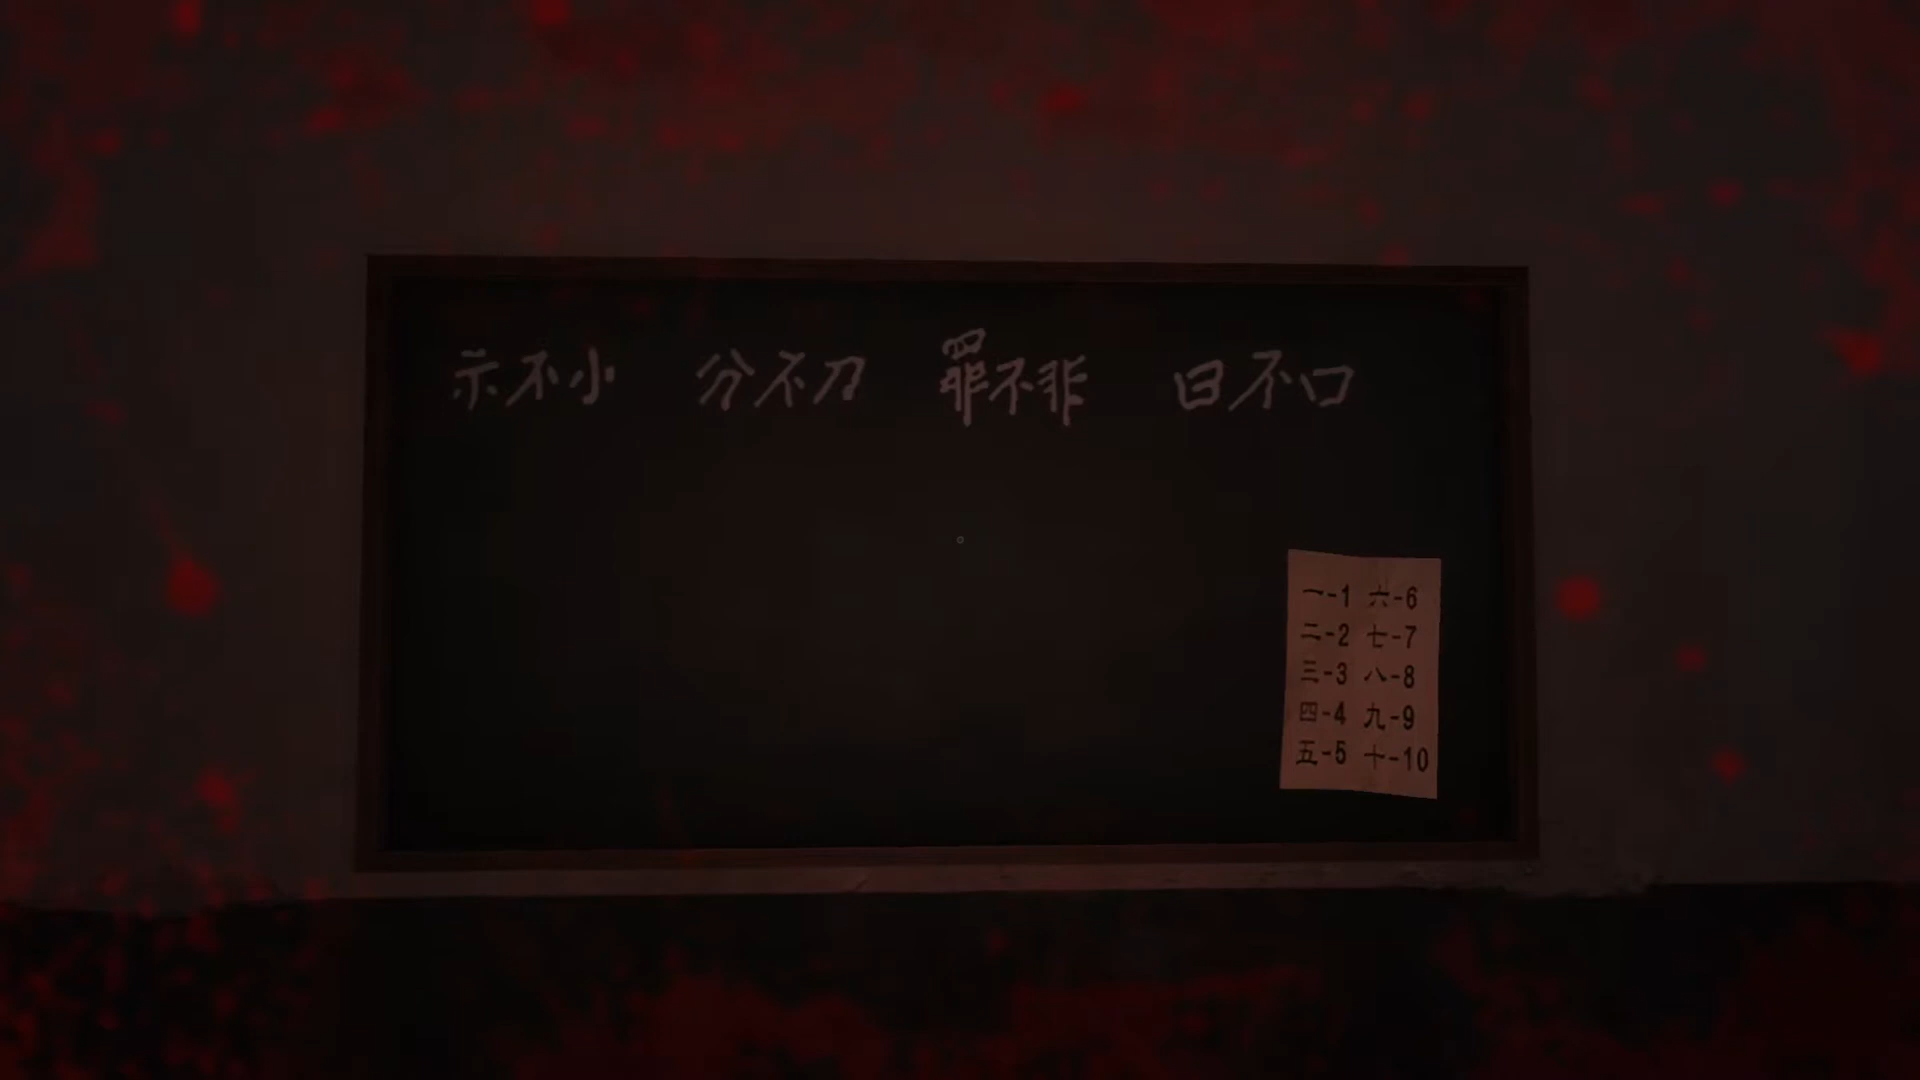 示不小 分不刀 罪不非 日不口
一-1 六-6
二-2 七-7
三-3 八-8
四-4 九-9
五-5 十-10